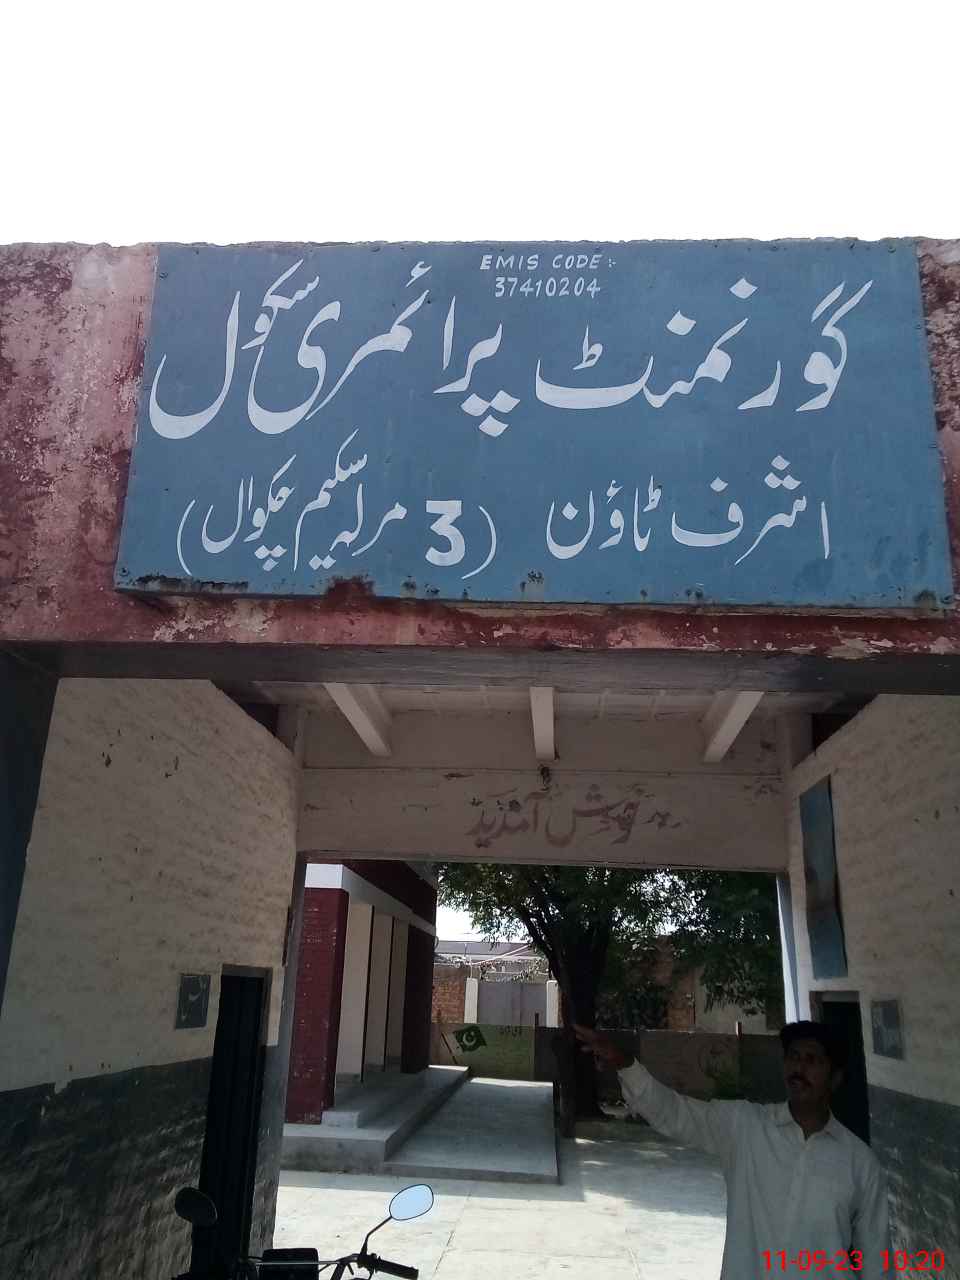 EMIS CODE:-
37410204
گورنمنٹ پرائمری سکول
اشرف ٹاؤن (3 مرلہ سکیم چکوال)
خوش آمدید
11-09-23 10:20